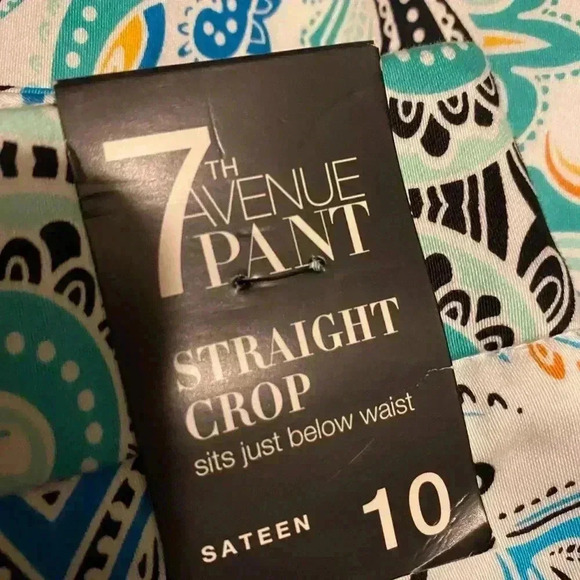 7TH
AVENUE
PANT
STRAIGHT
CROP
sits just below waist
SATEEN 10